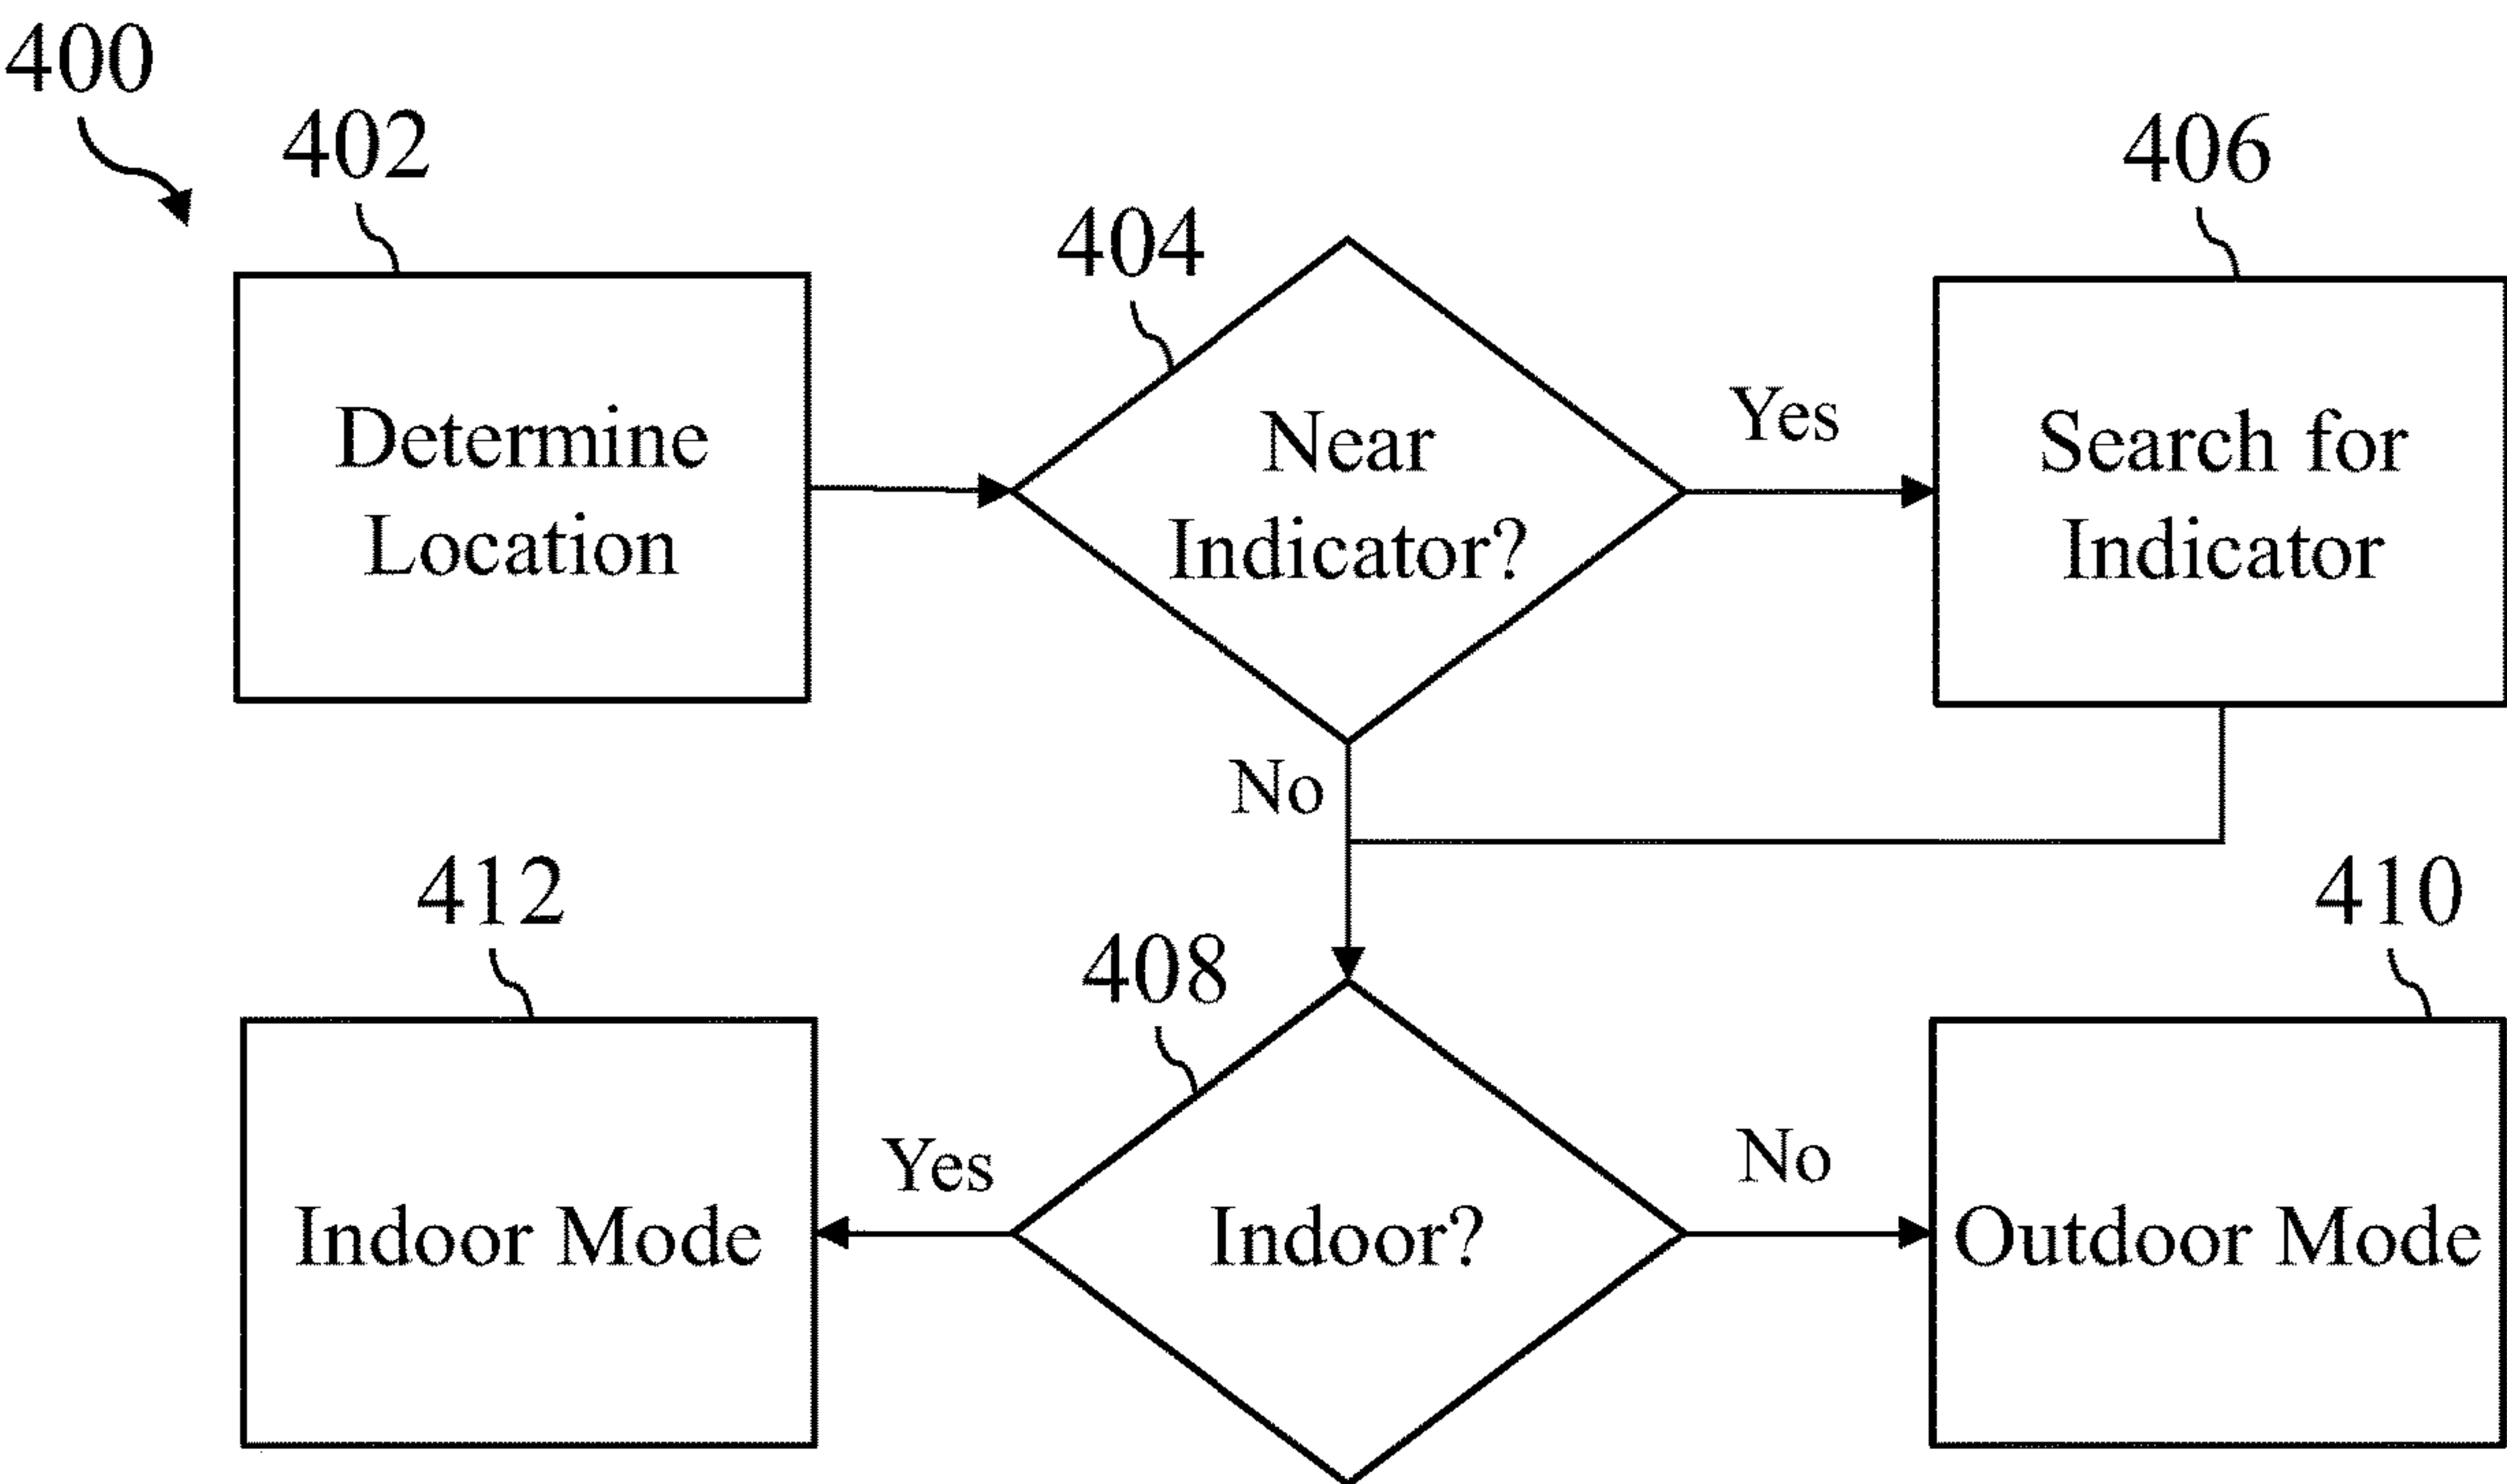 400
402
404
406
Determine
Location
Near
Indicator?
Yes
Search for
Indicator
No
412
408
410
Indoor Mode
Yes
Indoor?
No
Outdoor Mode